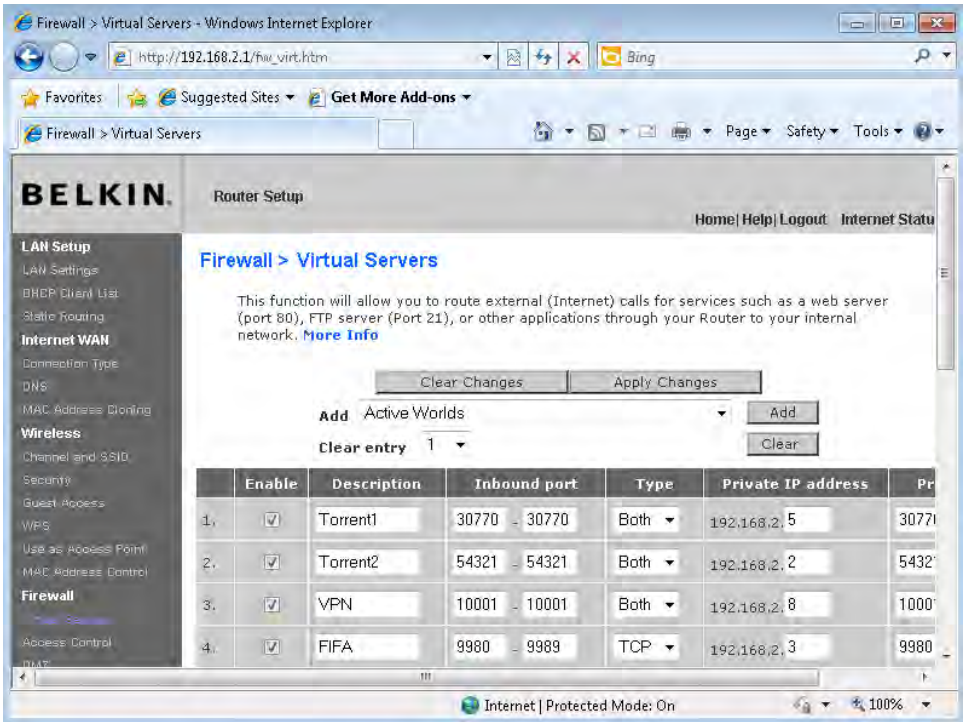 Firewall > Virtual Servers - Windows Internet Explorer
http://192.168.2.1/fw_virt.htm
Bing
Favorites
Suggested Sites
Get More Add-ons
Firewall > Virtual Servers
Page
Safety
Tools
BELKIN.
Router Setup
Home| Help| Logout Internet Statu
LAN Setup
LAN Settings
DHCP Client List
Static Routing
Internet WAN
Connection Type
DNS
MAC Address Cloning
Wireless
Channel and SSID
Security
Guest Access
WPS
Use as Access Point
MAC Address Control
Firewall
Access Control
DMZ
Firewall > Virtual Servers
This function will allow you to route external (Internet) calls for services such as a web server
(port 80), FTP server (Port 21), or other applications through your Router to your internal
network. More Info
Clear Changes Apply Changes
Add Active Worlds Add
Clear entry 1 Clear
Enable Description Inbound port Type Private IP address Pr
1. Torrent1 30770 - 30770 Both 192.168.2. 5 30770
2. Torrent2 54321 - 54321 Both 192.168.2. 2 5432
3. VPN 10001 - 10001 Both 192.168.2. 8 1000
4. FIFA 9980 - 9989 TCP 192.168.2. 3 9980
Internet | Protected Mode: On
100%